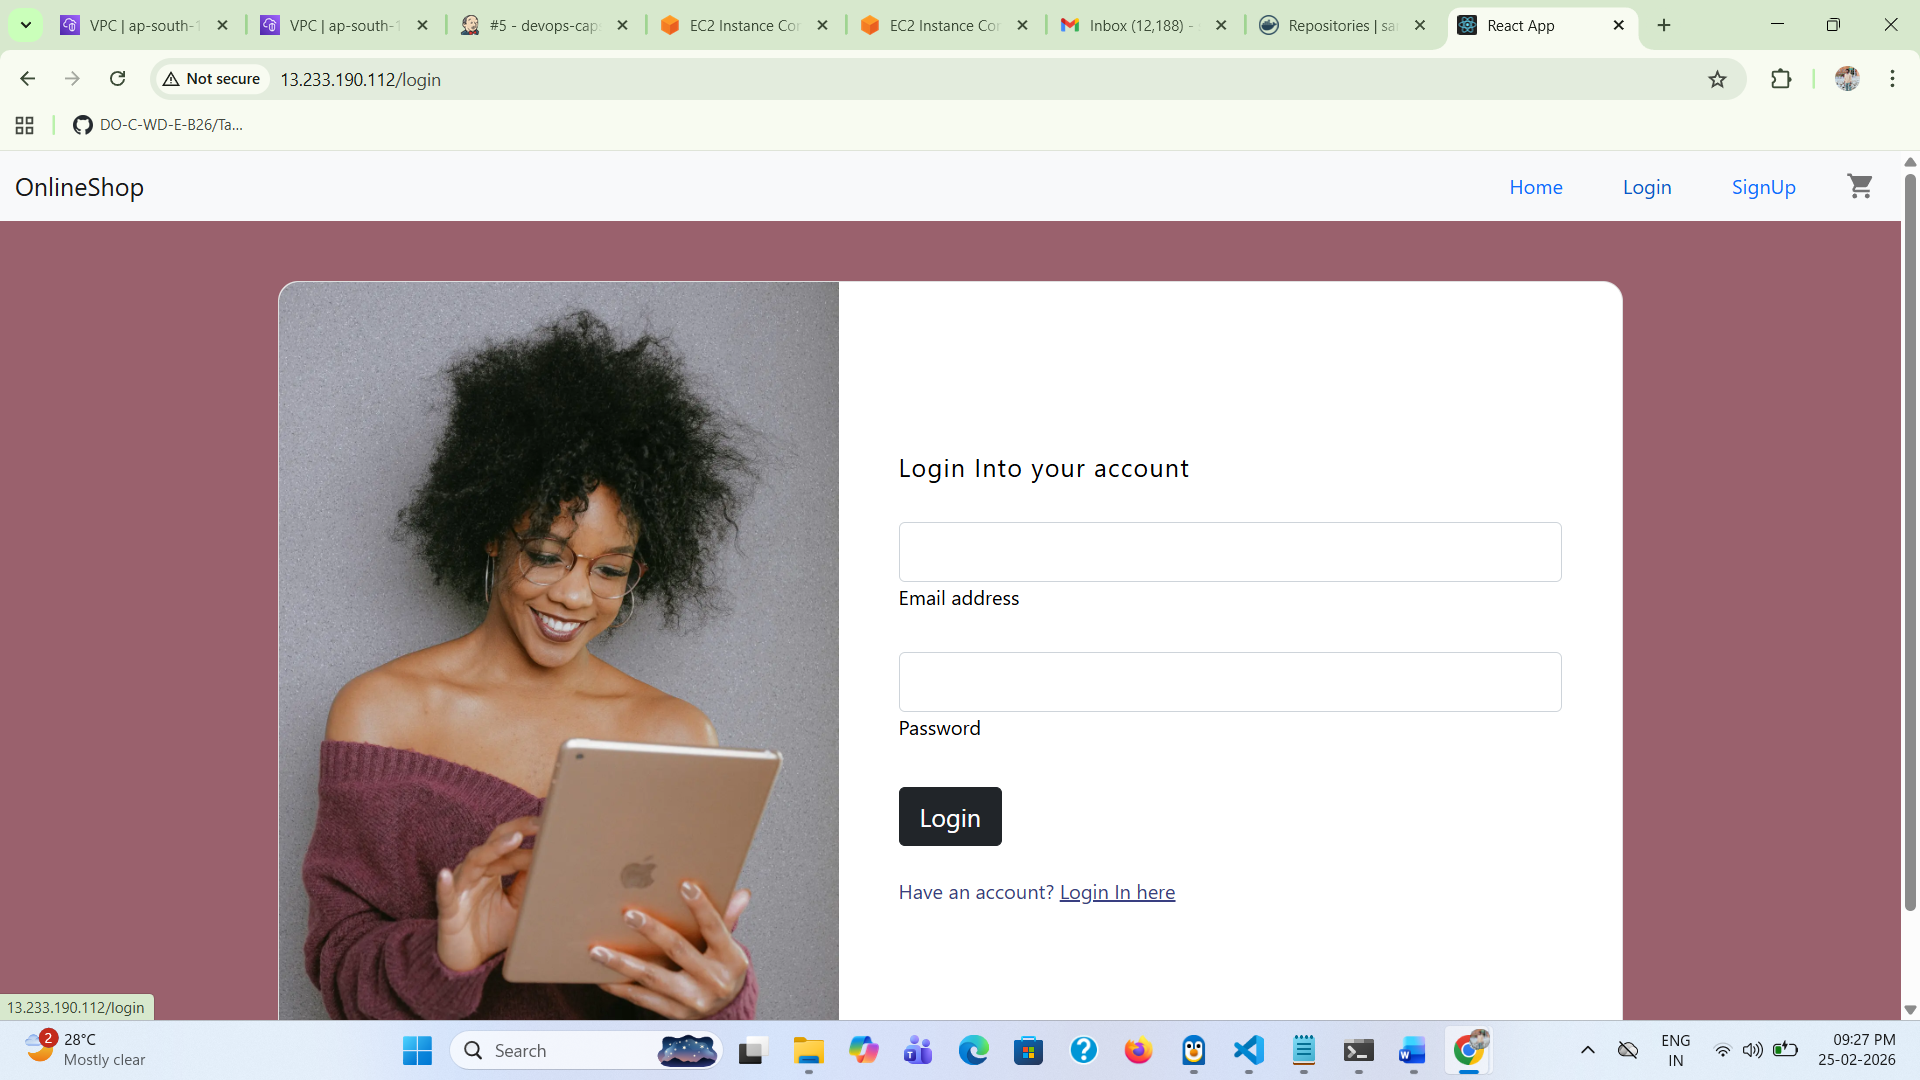 VPC | ap-south-1
VPC | ap-south-1
#5 - devops-cap
EC2 Instance Con
EC2 Instance Con
Inbox (12,188) -
Repositories | sa
React App
Not secure
13.233.190.112/login
DO-C-WD-E-B26/Ta...
OnlineShop
Home
Login
SignUp
Login Into your account
Email address
Password
Login
Have an account? Login In here
13.233.190.112/login
2
28°C
Mostly clear
Search
ENG
IN
09:27 PM
25-02-2026